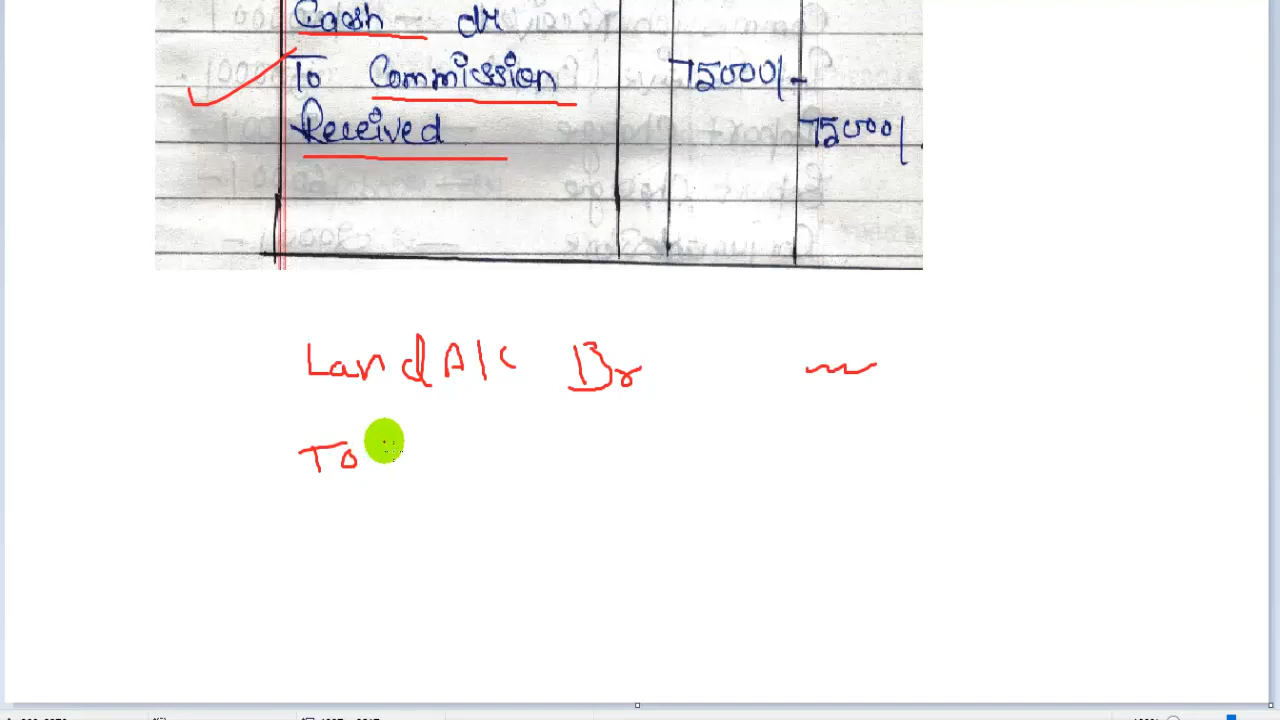 Cash dr
To Commission 75000/-
Received 75000/
Land A/c Dr
To